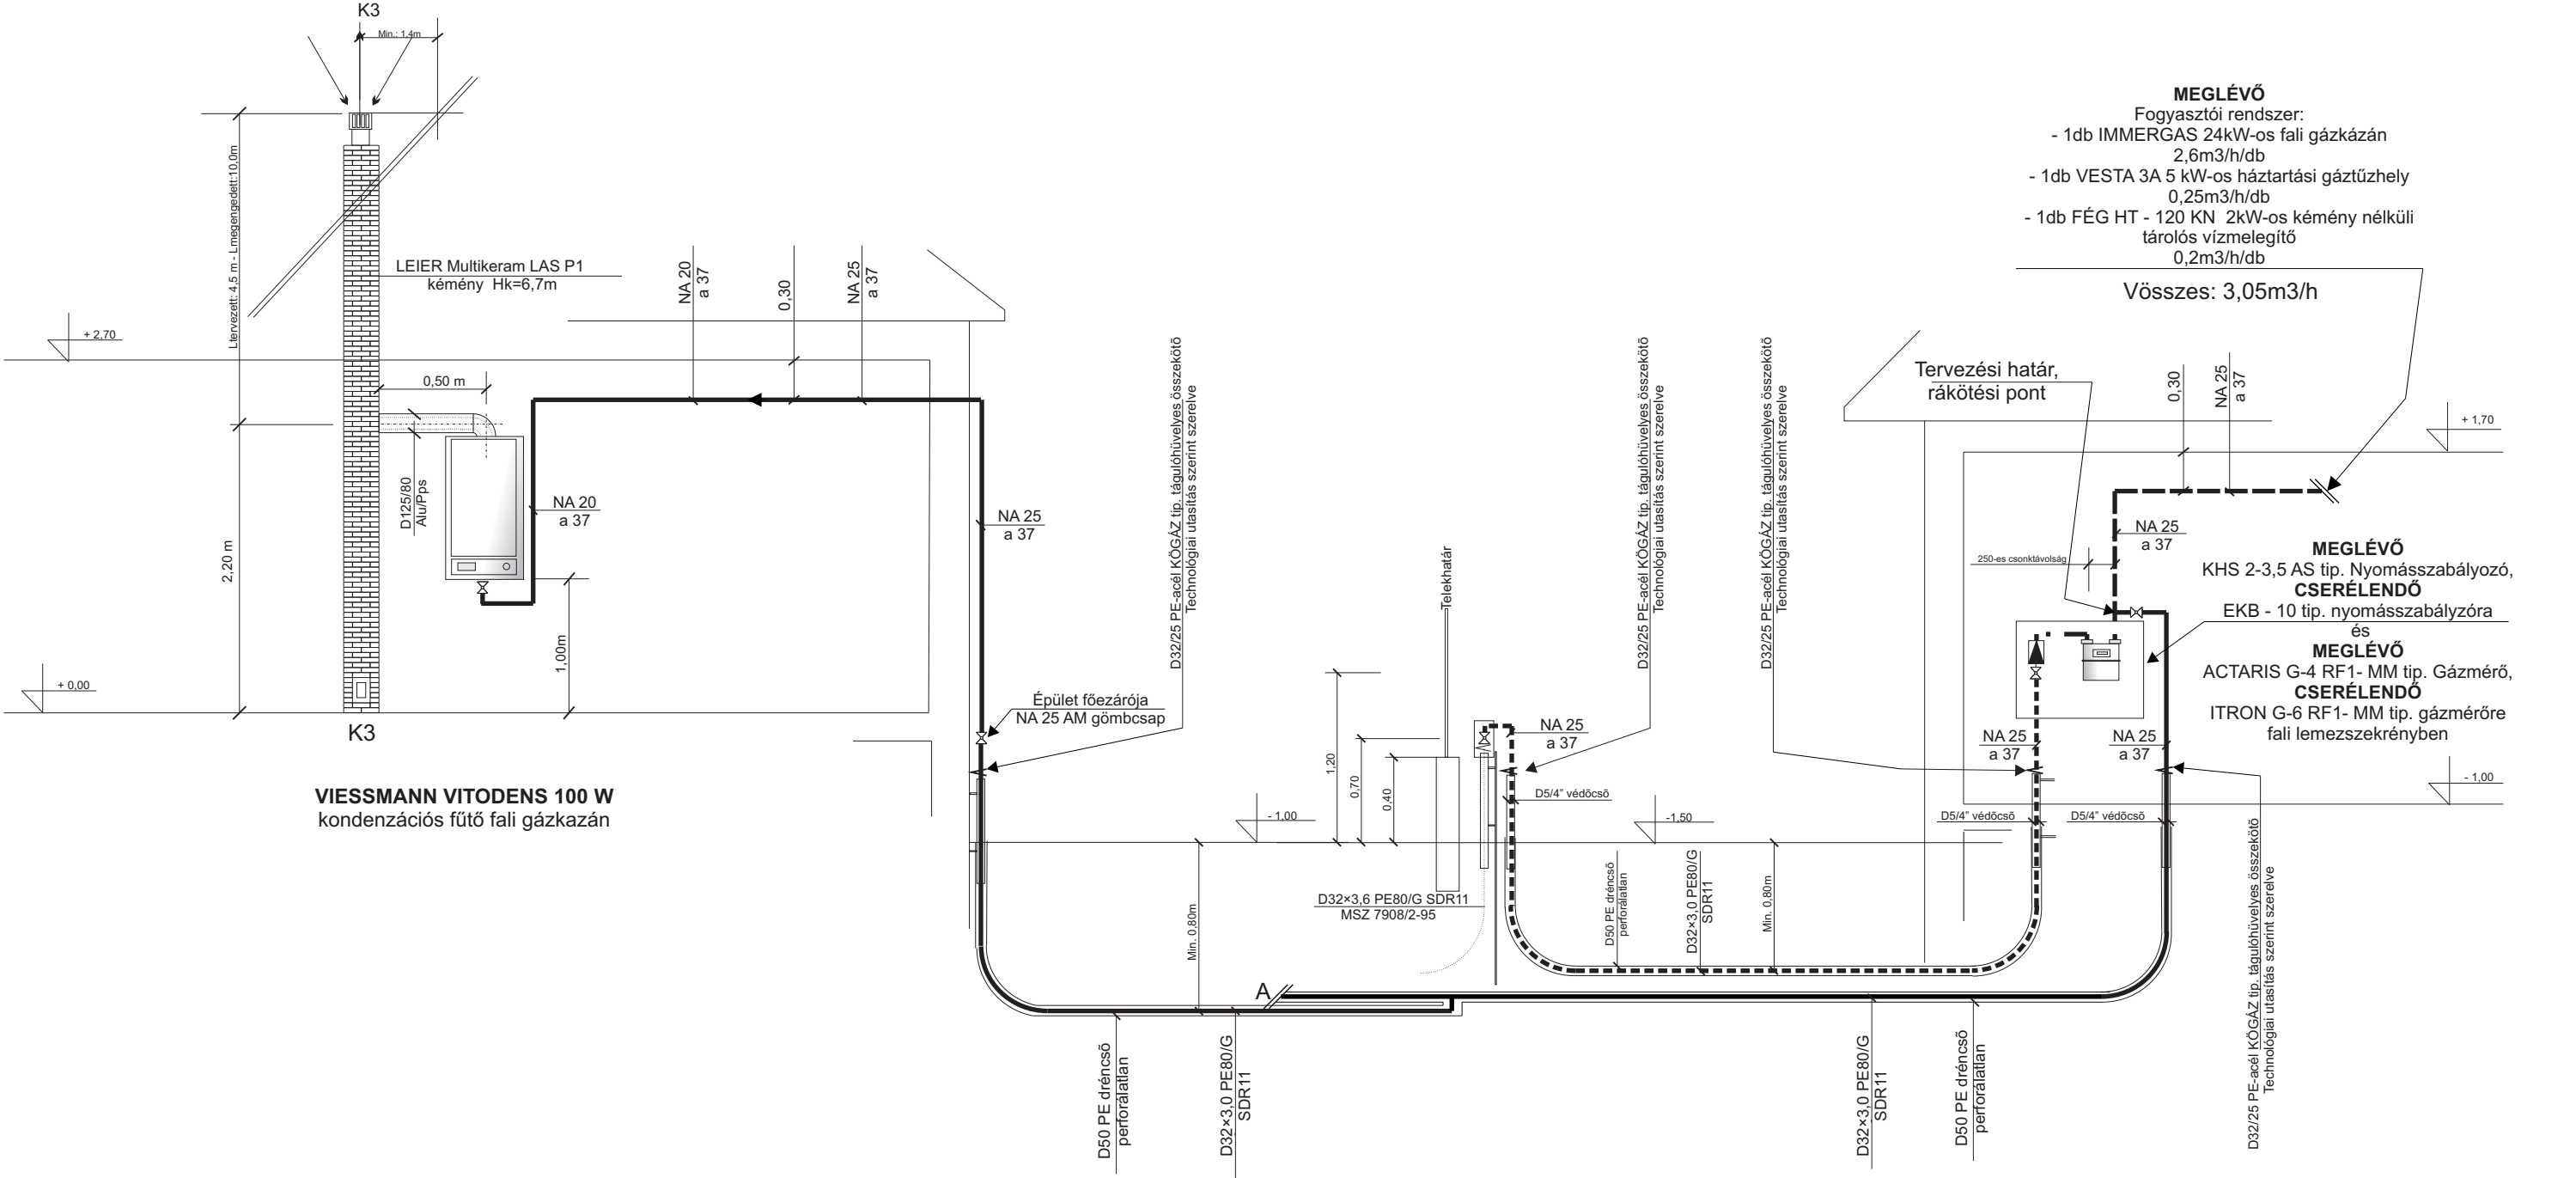 K3
Min.: 1,4m
Ltervezett: 4,5 m - Lmegengedett:10,0m
LEIER Multikeram LAS P1
kémény Hk=6,7m
+ 2,70
0,50 m
D125/80
Alu/Pps
2,20 m
NA 20
a 37
1,00m
+ 0,00
K3
VIESSMANN VITODENS 100 W
kondenzációs fűtő fali gázkazán
NA 20
a 37
0,30
NA 25
a 37
NA 25
a 37
Épület főezárója
NA 25 AM gömbcsap
D32/25 PE-acél KÖGÁZ tip. tágulóhüvelyes összekötő
Technológiai utasítás szerint szerelve
- 1,00
Min. 0,80m
D50 PE dréncső
perforálatlan
D32×3,0 PE80/G
SDR11
A
1,20
0,70
0,40
Telekhatár
D32×3,6 PE80/G SDR11
MSZ 7908/2-95
NA 25
a 37
D5/4" védőcső
D32/25 PE-acél KÖGÁZ tip. tágulóhüvelyes összekötő
Technológiai utasítás szerint szerelve
-1,50
D50 PE dréncső
perforálatlan
D32×3,0 PE80/G
SDR11
Min. 0,80m
D32/25 PE-acél KÖGÁZ tip. tágulóhüvelyes összekötő
Technológiai utasítás szerint szerelve
D32×3,0 PE80/G
SDR11
D50 PE dréncső
perforálatlan
Tervezési határ,
rákötési pont
MEGLÉVŐ
Fogyasztói rendszer:
- 1db IMMERGAS 24kW-os fali gázkázán
2,6m3/h/db
- 1db VESTA 3A 5 kW-os háztartási gáztűzhely
0,25m3/h/db
- 1db FÉG HT - 120 KN 2kW-os kémény nélküli
tárolós vízmelegítő
0,2m3/h/db
Vösszes: 3,05m3/h
0,30
NA 25
a 37
+ 1,70
NA 25
a 37
250-es csonktávolság
MEGLÉVŐ
KHS 2-3,5 AS tip. Nyomásszabályozó,
CSERÉLENDŐ
EKB - 10 tip. nyomásszabályzóra
és
MEGLÉVŐ
ACTARIS G-4 RF1- MM tip. Gázmérő,
CSERÉLENDŐ
ITRON G-6 RF1- MM tip. gázmérőre
fali lemezszekrényben
NA 25
a 37
NA 25
a 37
- 1,00
D5/4" védőcső
D5/4" védőcső
D32/25 PE-acél KÖGÁZ tip. tágulóhüvelyes összekötő
Technológiai utasítás szerint szerelve